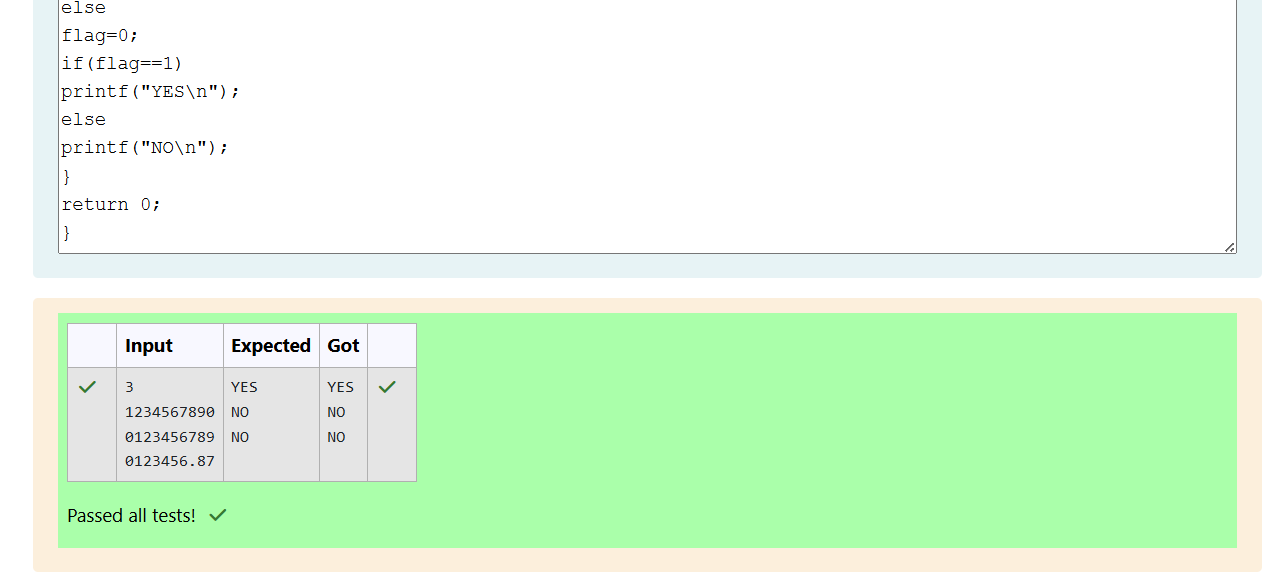 else
flag=0;
if(flag==1)
printf("YES\n");
else
printf("NO\n");
}
return 0;
}
Input Expected Got
3 YES YES
1234567890 NO NO
0123456789 NO NO
0123456.87
Passed all tests!